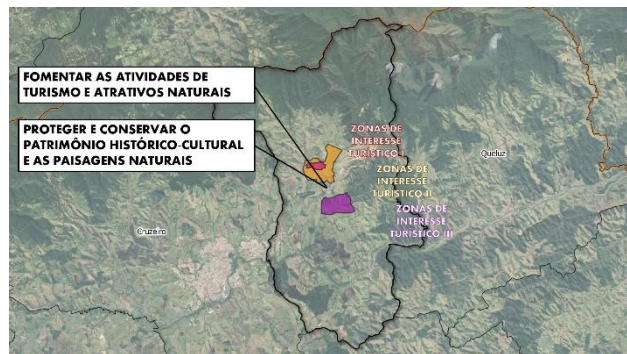 FOMENTAR AS ATIVIDADES DE
TURISMO E ATRATIVOS NATURAIS
PROTEGER E CONSERVAR O
PATRIMÔNIO HISTÓRICO-CULTURAL
E AS PAISAGENS NATURAIS
ZONAS DE
INTERESSE
TURÍSTICO I
ZONAS DE
INTERESSE
TURÍSTICO II
ZONAS DE
INTERESSE
TURÍSTICO III
Queluz
Cruzeiro